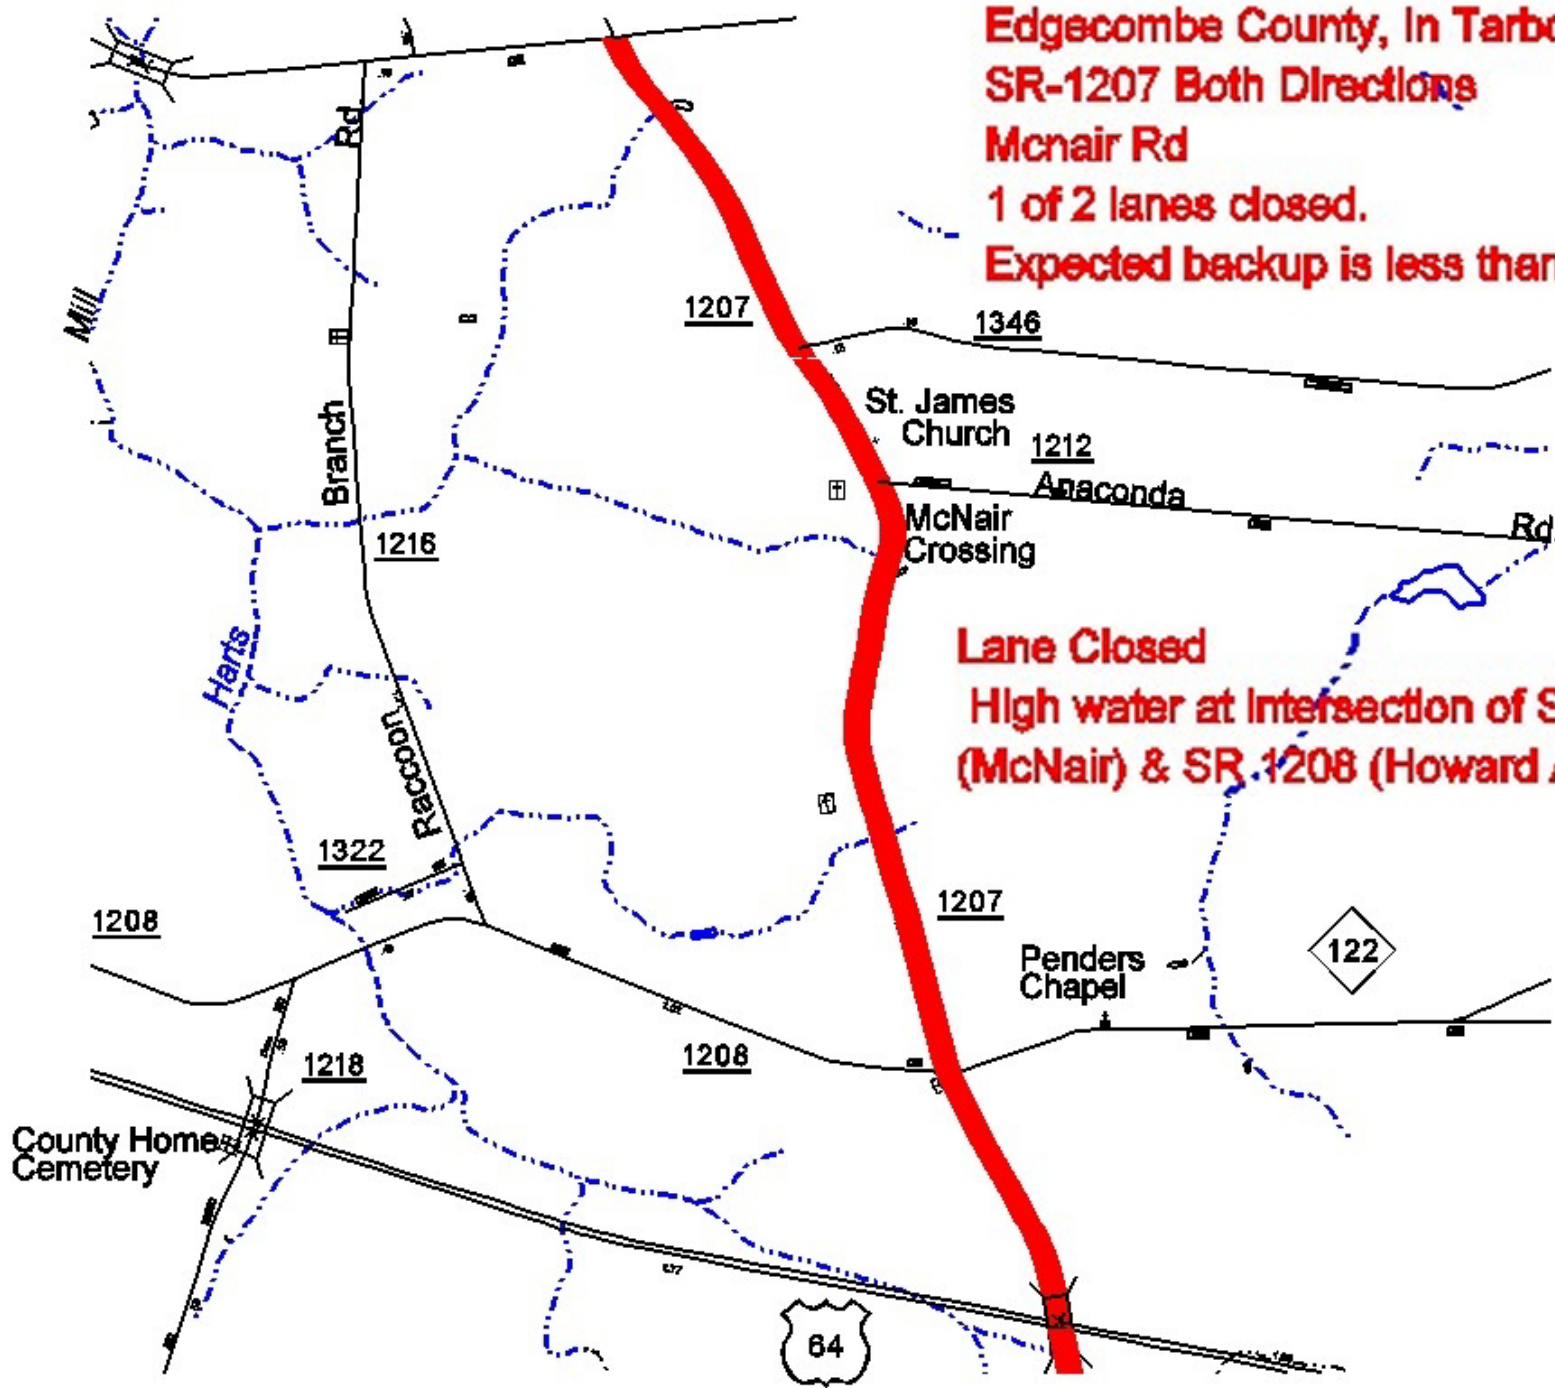 Edgecombe County, In Tarbo
SR-1207 Both Directions
Mcnair Rd
1 of 2 lanes closed.
Expected backup is less than
Rd
Mill
1207
1346
St. James
Church
1212
Anaconda
Rd.
Branch
McNair
Crossing
1216
Harts
Lane Closed
High water at intersection of S
(McNair) & SR 1208 (Howard
Raccoon
1322
1208
1207
122
Penders
Chapel
1208
1218
County Home
Cemetery
64